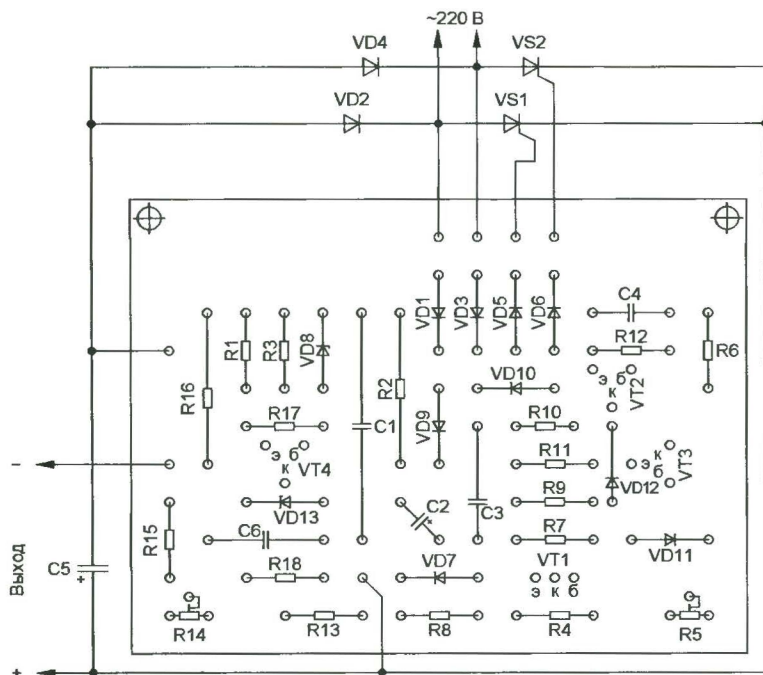 ~220 В
VD4
VS2
VD2
VS1
VD1
VD3
VD5
VD6
C4
R12
R6
R16
R1
R3
VD8
R2
C1
VD10
э к б
VT2
R17
э к б
VT4
VD9
R10
R11
R9
R7
VD12
э к б
VT3
C3
C2
+
VD13
C6
R15
R18
VD7
VT1
э к б
VD11
–
Выход
+
C5
+
R14
R13
R8
R4
R5